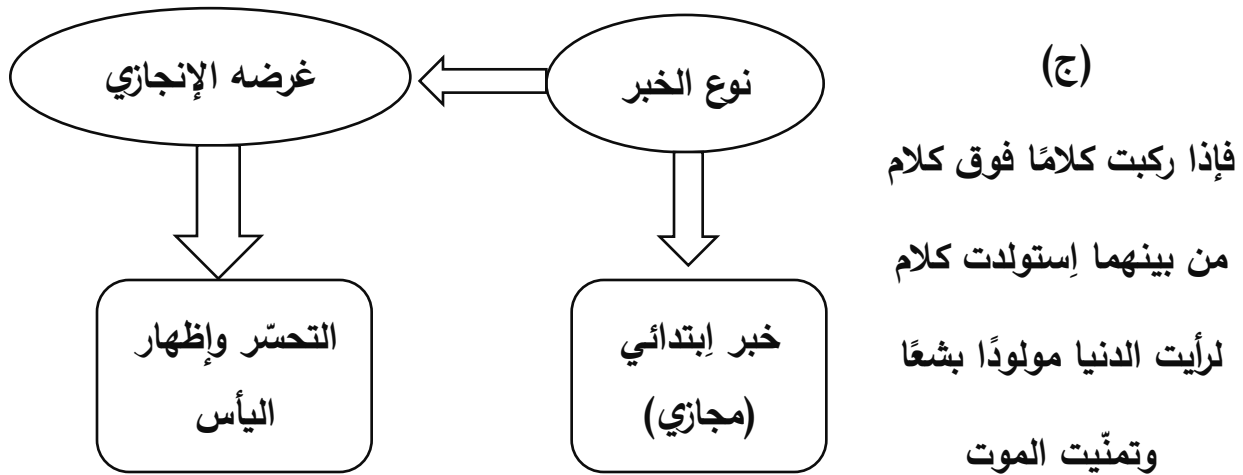 (ج)
فإذا ركبت كلامًا فوق كلام
من بينهما اِستولدت كلام
لرأيت الدنيا مولودًا بشعًا
وتمنّيت الموت
نوع الخبر
غرضه الإنجازي
خبر اِبتدائي
(مجازي)
التحسّر وإظهار
اليأس